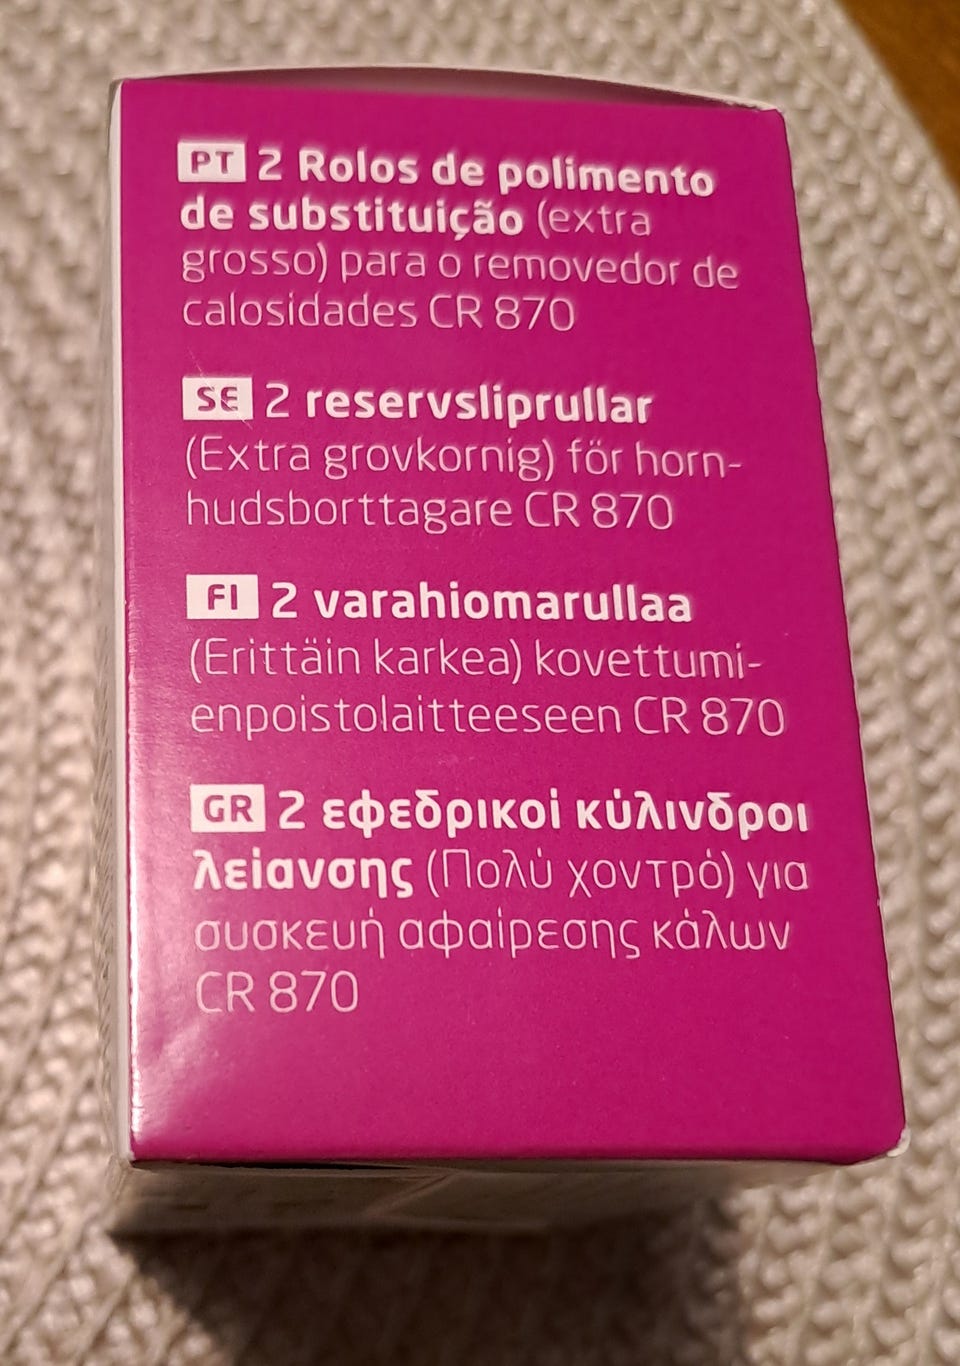 PT 2 Rolos de polimento
de substituição (extra
grosso) para o removedor de
calosidades CR 870
SE 2 reservsliprullar
(Extra grovkornig) för horn-
hudsborttagare CR 870
FI 2 varahiomarullaa
(Erittäin karkea) kovettumi-
enpoistolaitteeseen CR 870
GR 2 εφεδρικοί κύλινδροι
λείανσης (Πολύ χοντρό) για
συσκευή αφαίρεσης κάλων
CR 870